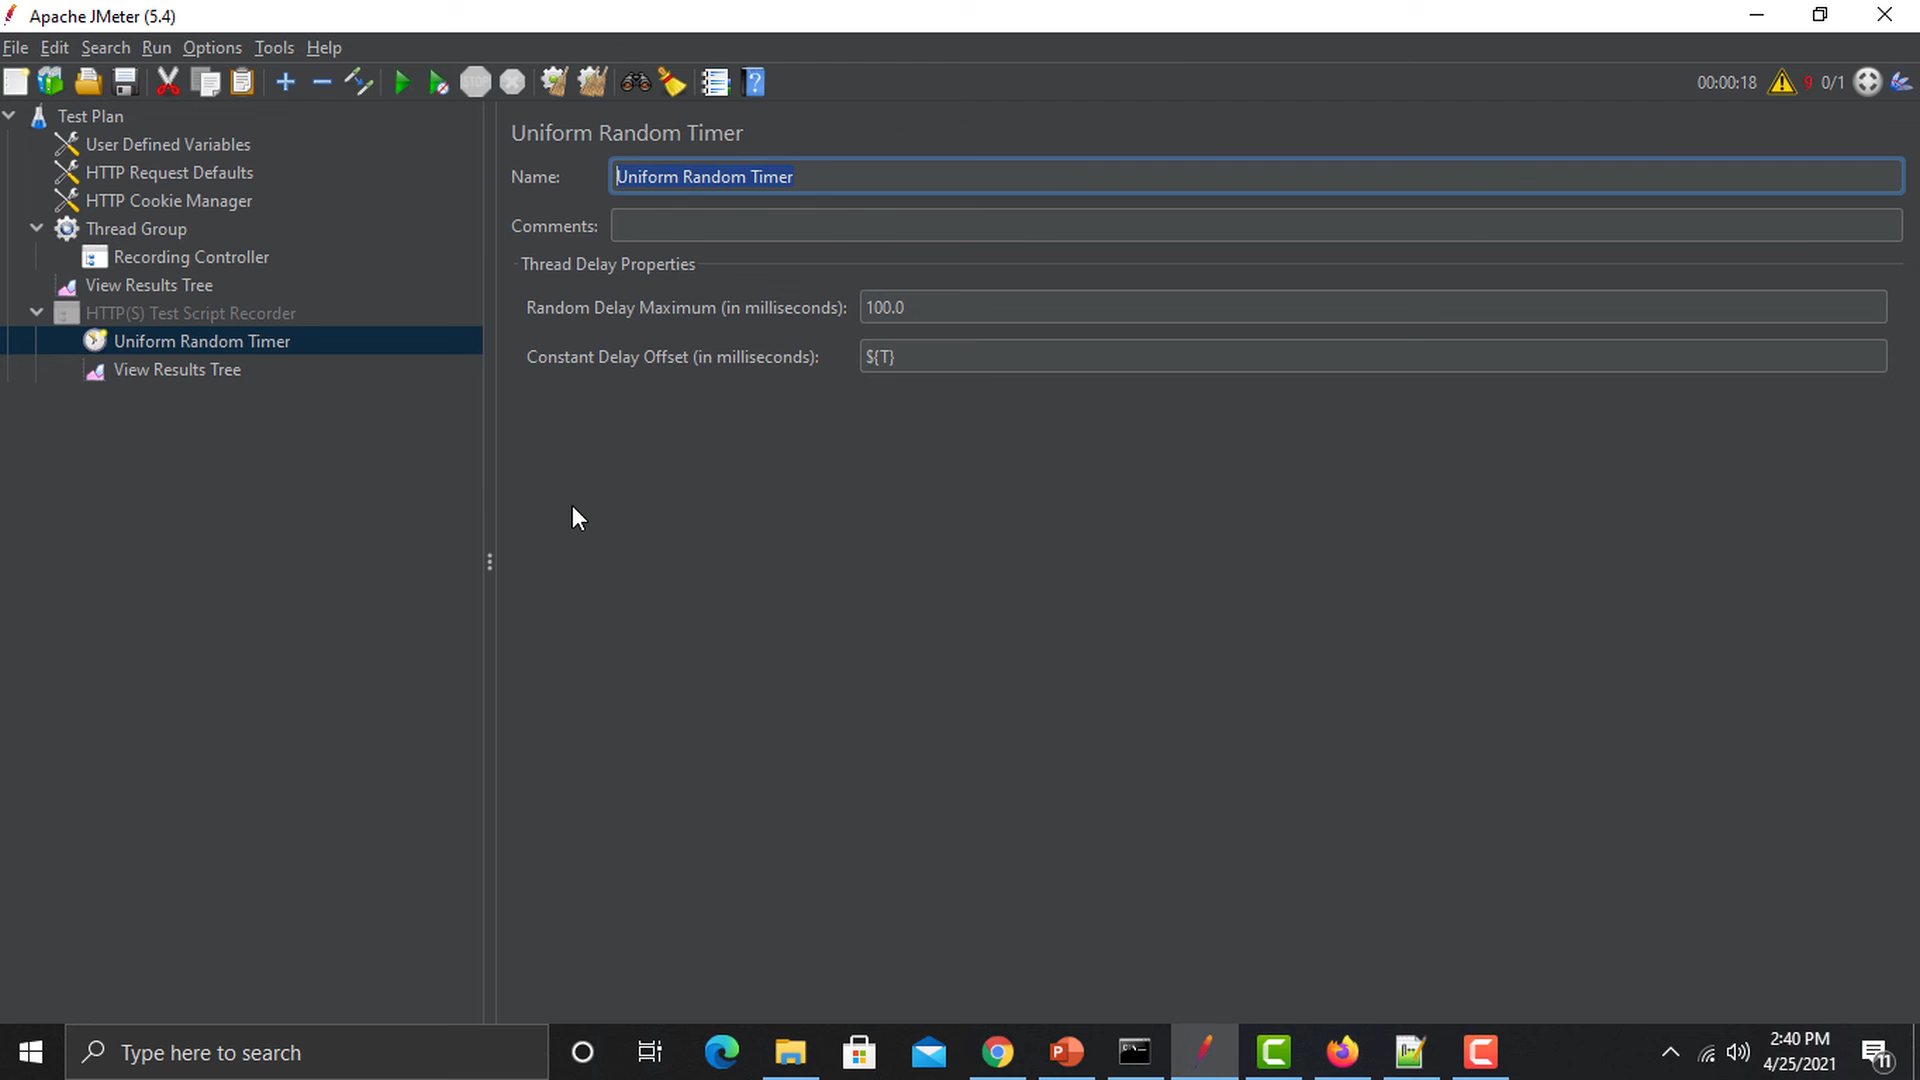 Apache JMeter (5.4)
File Edit Search Run Options Tools Help
STOP
00:00:18 9 0/1
Test Plan
User Defined Variables
HTTP Request Defaults
HTTP Cookie Manager
Thread Group
Recording Controller
View Results Tree
HTTP(S) Test Script Recorder
Uniform Random Timer
View Results Tree
Uniform Random Timer
Name: Uniform Random Timer
Comments:
Thread Delay Properties
Random Delay Maximum (in milliseconds): 100.0
Constant Delay Offset (in milliseconds): ${T}
Type here to search
2:40 PM
4/25/2021
11